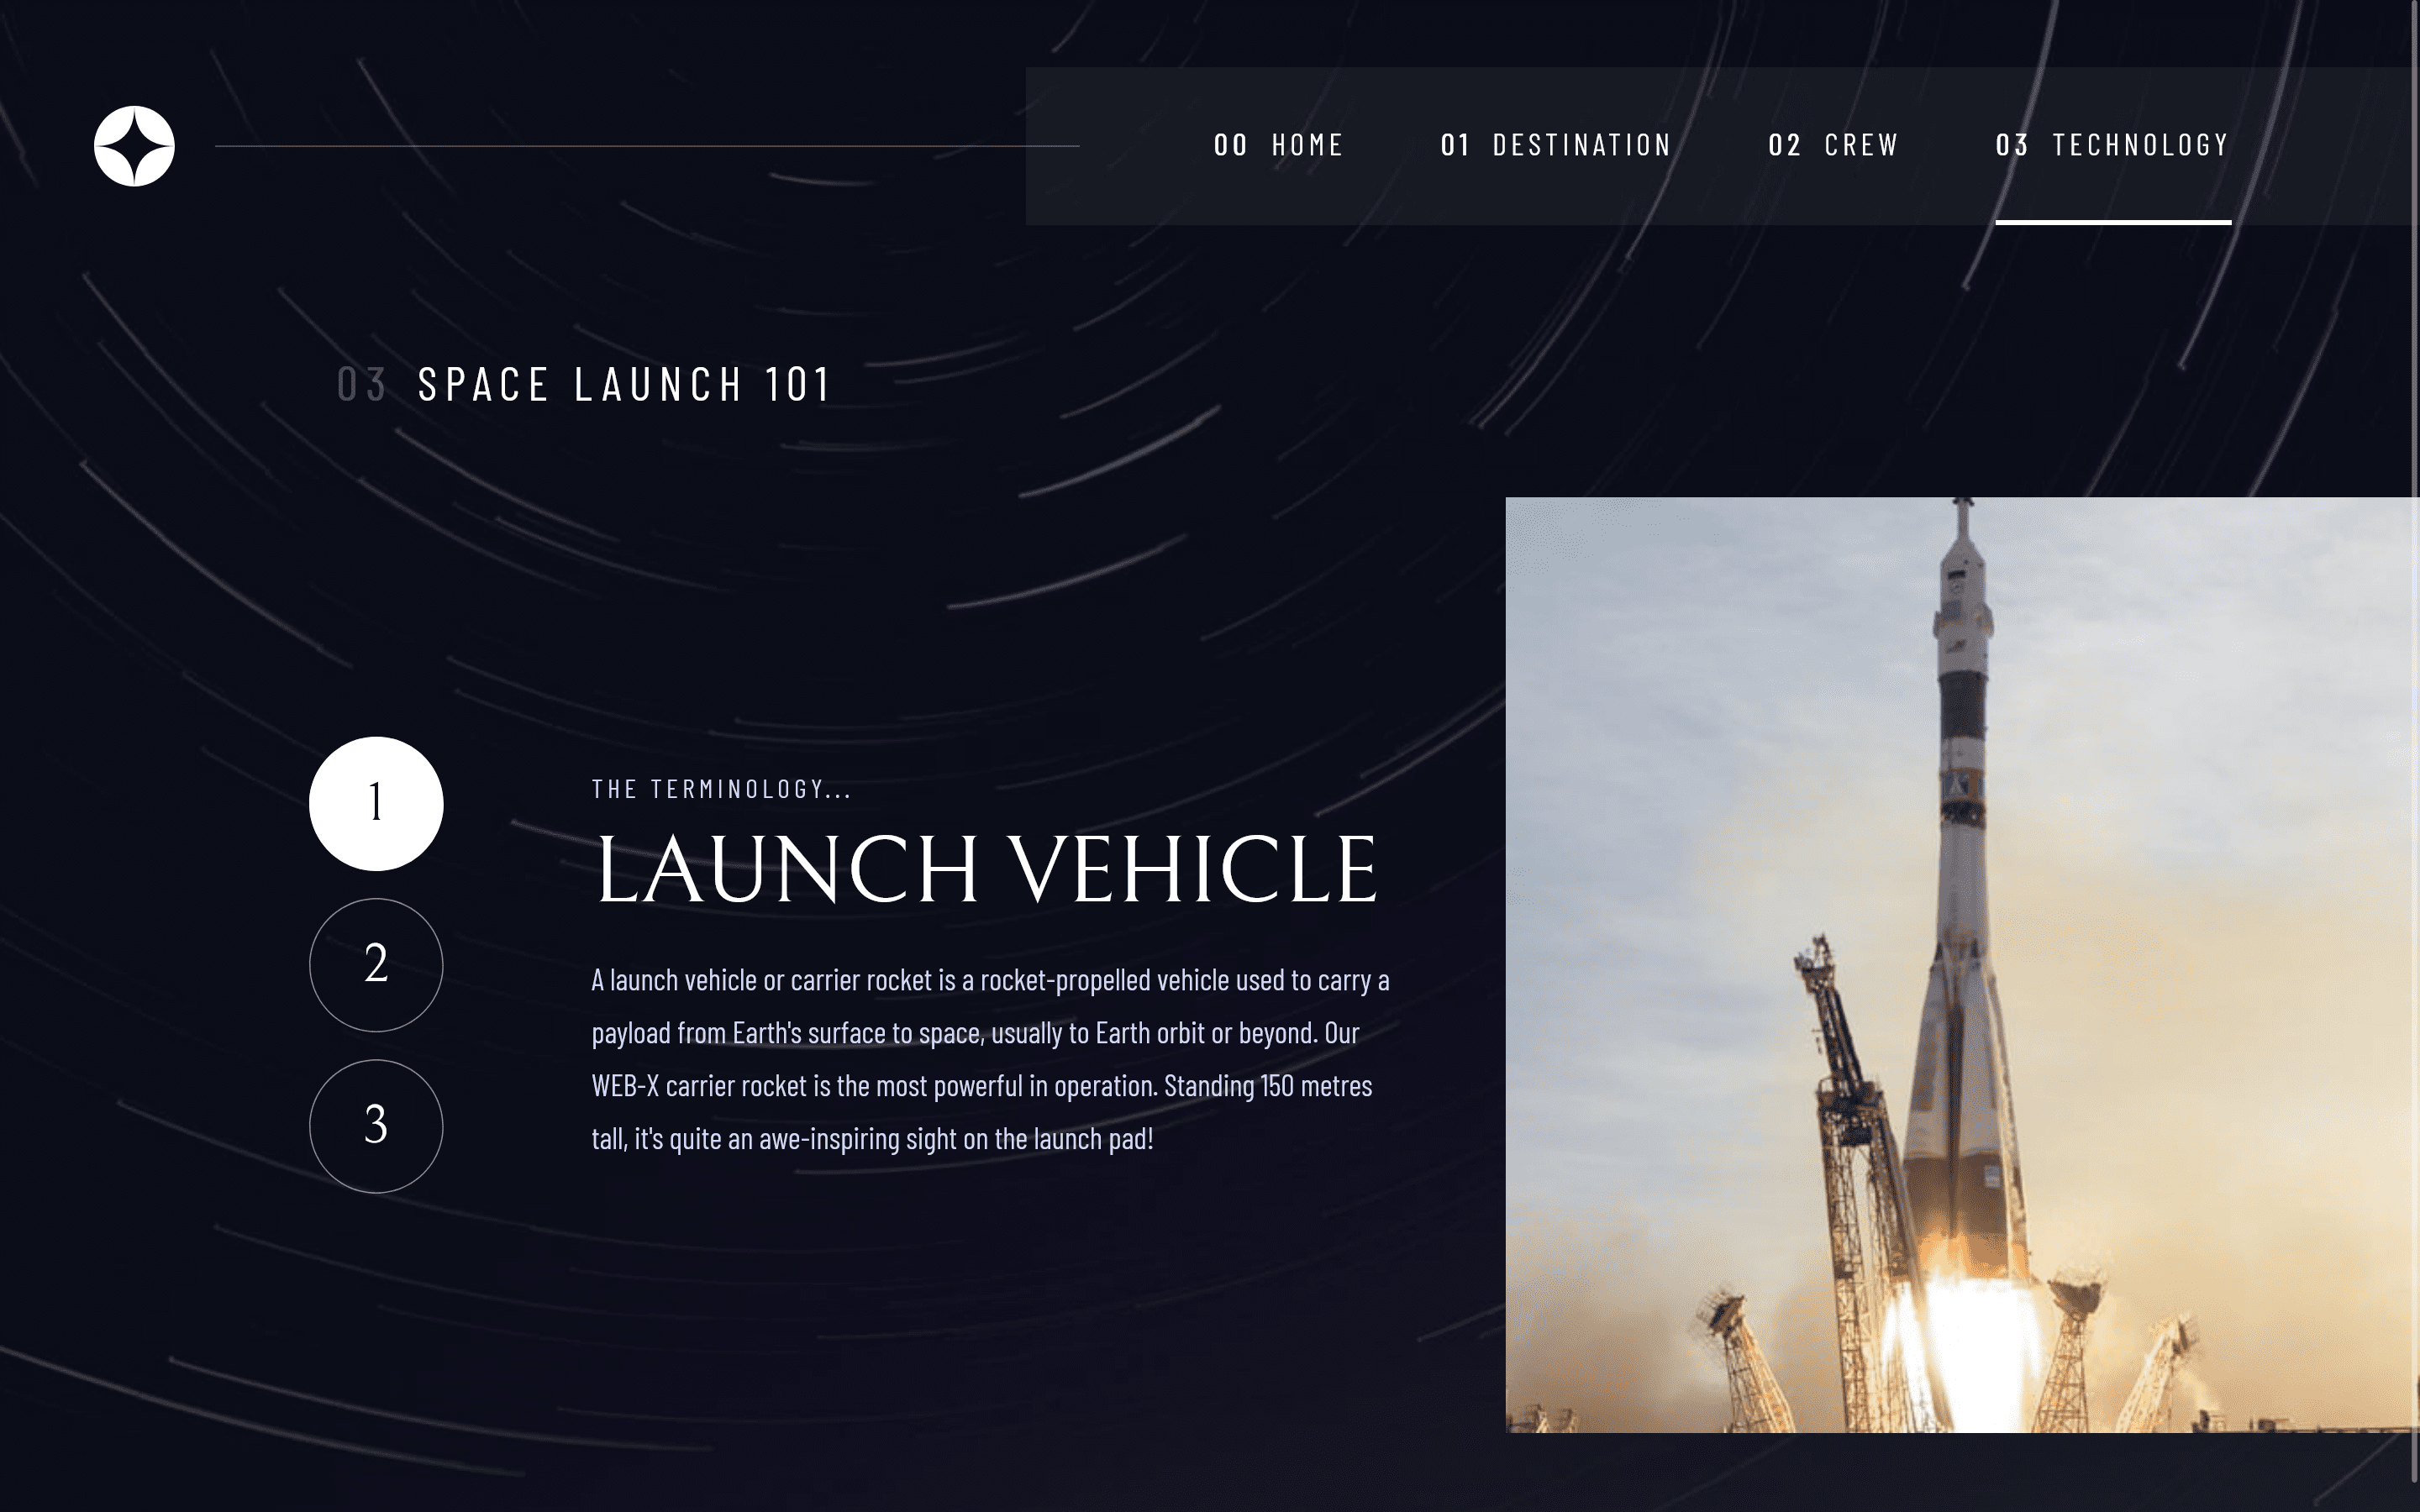 00 HOME 01 DESTINATION 02 CREW 03 TECHNOLOGY
03 SPACE LAUNCH 101
1
2
3
THE TERMINOLOGY...
LAUNCH VEHICLE
A launch vehicle or carrier rocket is a rocket-propelled vehicle used to carry a
payload from Earth's surface to space, usually to Earth orbit or beyond. Our
WEB-X carrier rocket is the most powerful in operation. Standing 150 metres
tall, it's quite an awe-inspiring sight on the launch pad!